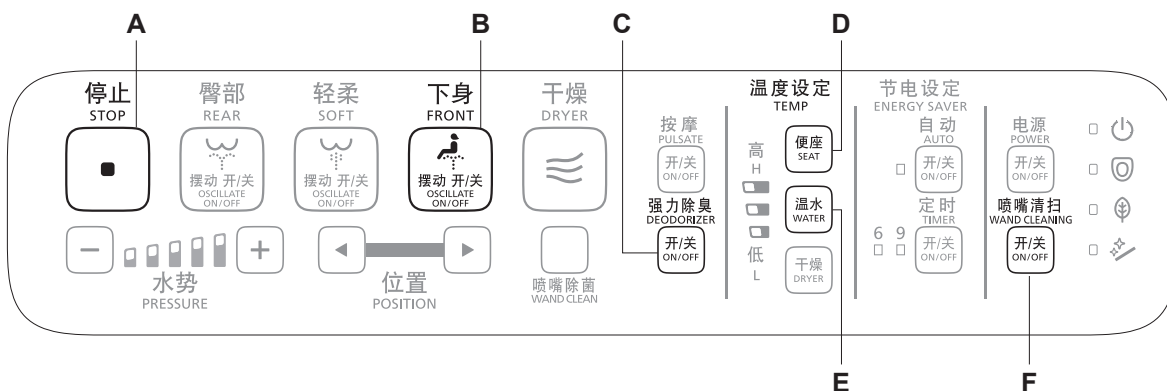 A
B
C
D
停止
STOP
臀部
REAR
摆动 开/关
OSCILLATE
ON/OFF
轻柔
SOFT
摆动 开/关
OSCILLATE
ON/OFF
下身
FRONT
摆动 开/关
OSCILLATE
ON/OFF
干燥
DRYER
水势
PRESSURE
位置
POSITION
喷嘴除菌
WAND CLEAN
按摩
PULSATE
开/关
ON/OFF
强力除臭
DEODORIZER
开/关
ON/OFF
温度设定
TEMP
高
H
低
L
便座
SEAT
温水
WATER
干燥
DRYER
节电设定
ENERGY SAVER
自动
AUTO
开/关
ON/OFF
定时
TIMER
6 9
开/关
ON/OFF
电源
POWER
开/关
ON/OFF
喷嘴清扫
WAND CLEANING
开/关
ON/OFF
E
F